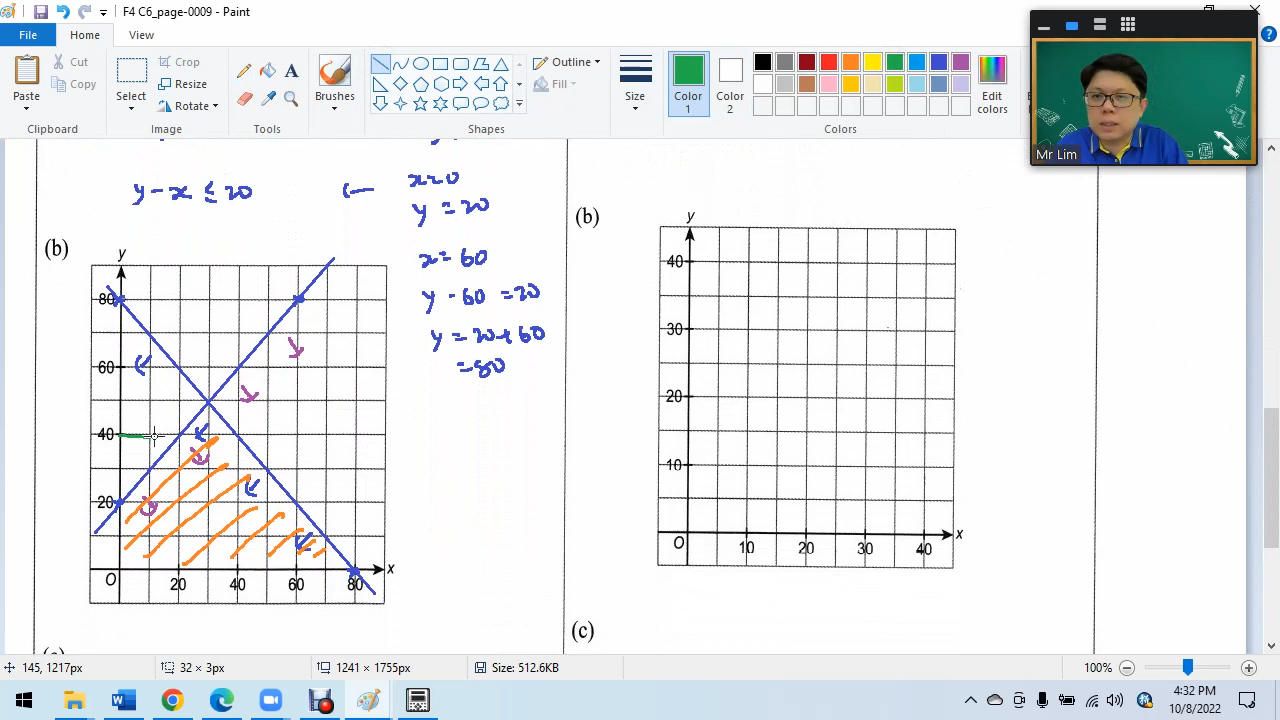 F4 C6_page-0009 - Paint
File
Home
View
Paste
Cut
Copy
Clipboard
Select
Crop
Resize
Rotate
Image
A
Tools
Brushes
Outline
Fill
Shapes
Size
Color 1
Color 2
Edit colors
Colors
Mr Lim
y - x ≤ 20
x=0
y = 20
x = 60
y - 60 = 20
y = 20+60
= 80
(b)
y
80
60
40
20
O
20
40
60
80
x
(b)
y
40
30
20
10
O
10
20
30
40
x
(c)
145, 1217px
32 × 3px
1241 × 1755px
Size: 512.6KB
100%
4:32 PM
10/8/2022